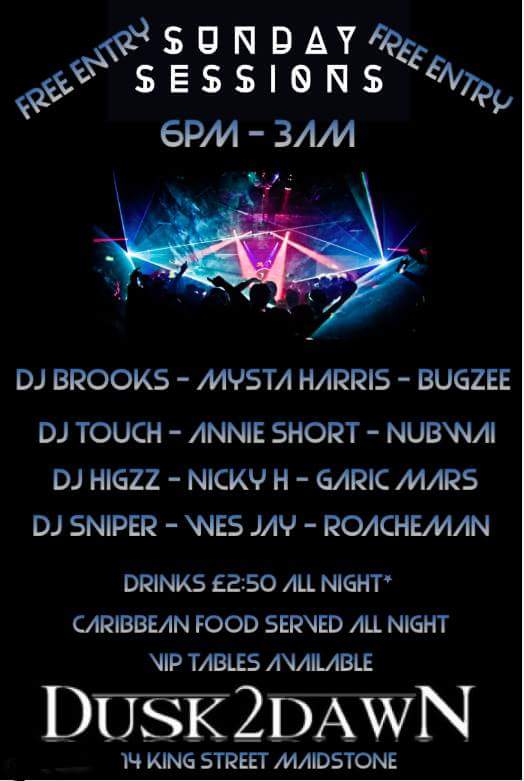 FREE ENTRY
SUNDAY
SESSIONS
FREE ENTRY
6PM - 3AM
DJ BROOKS - MYSTA HARRIS - BUGZEE
DJ TOUCH - ANNIE SHORT - NUBWAI
DJ HIGZZ - NICKY H - GARIC MARS
DJ SNIPER - WES JAY - ROACHEMAN
DRINKS £2:50 ALL NIGHT*
CARIBBEAN FOOD SERVED ALL NIGHT
VIP TABLES AVAILABLE
DUSK2DAWN
14 KING STREET MAIDSTONE